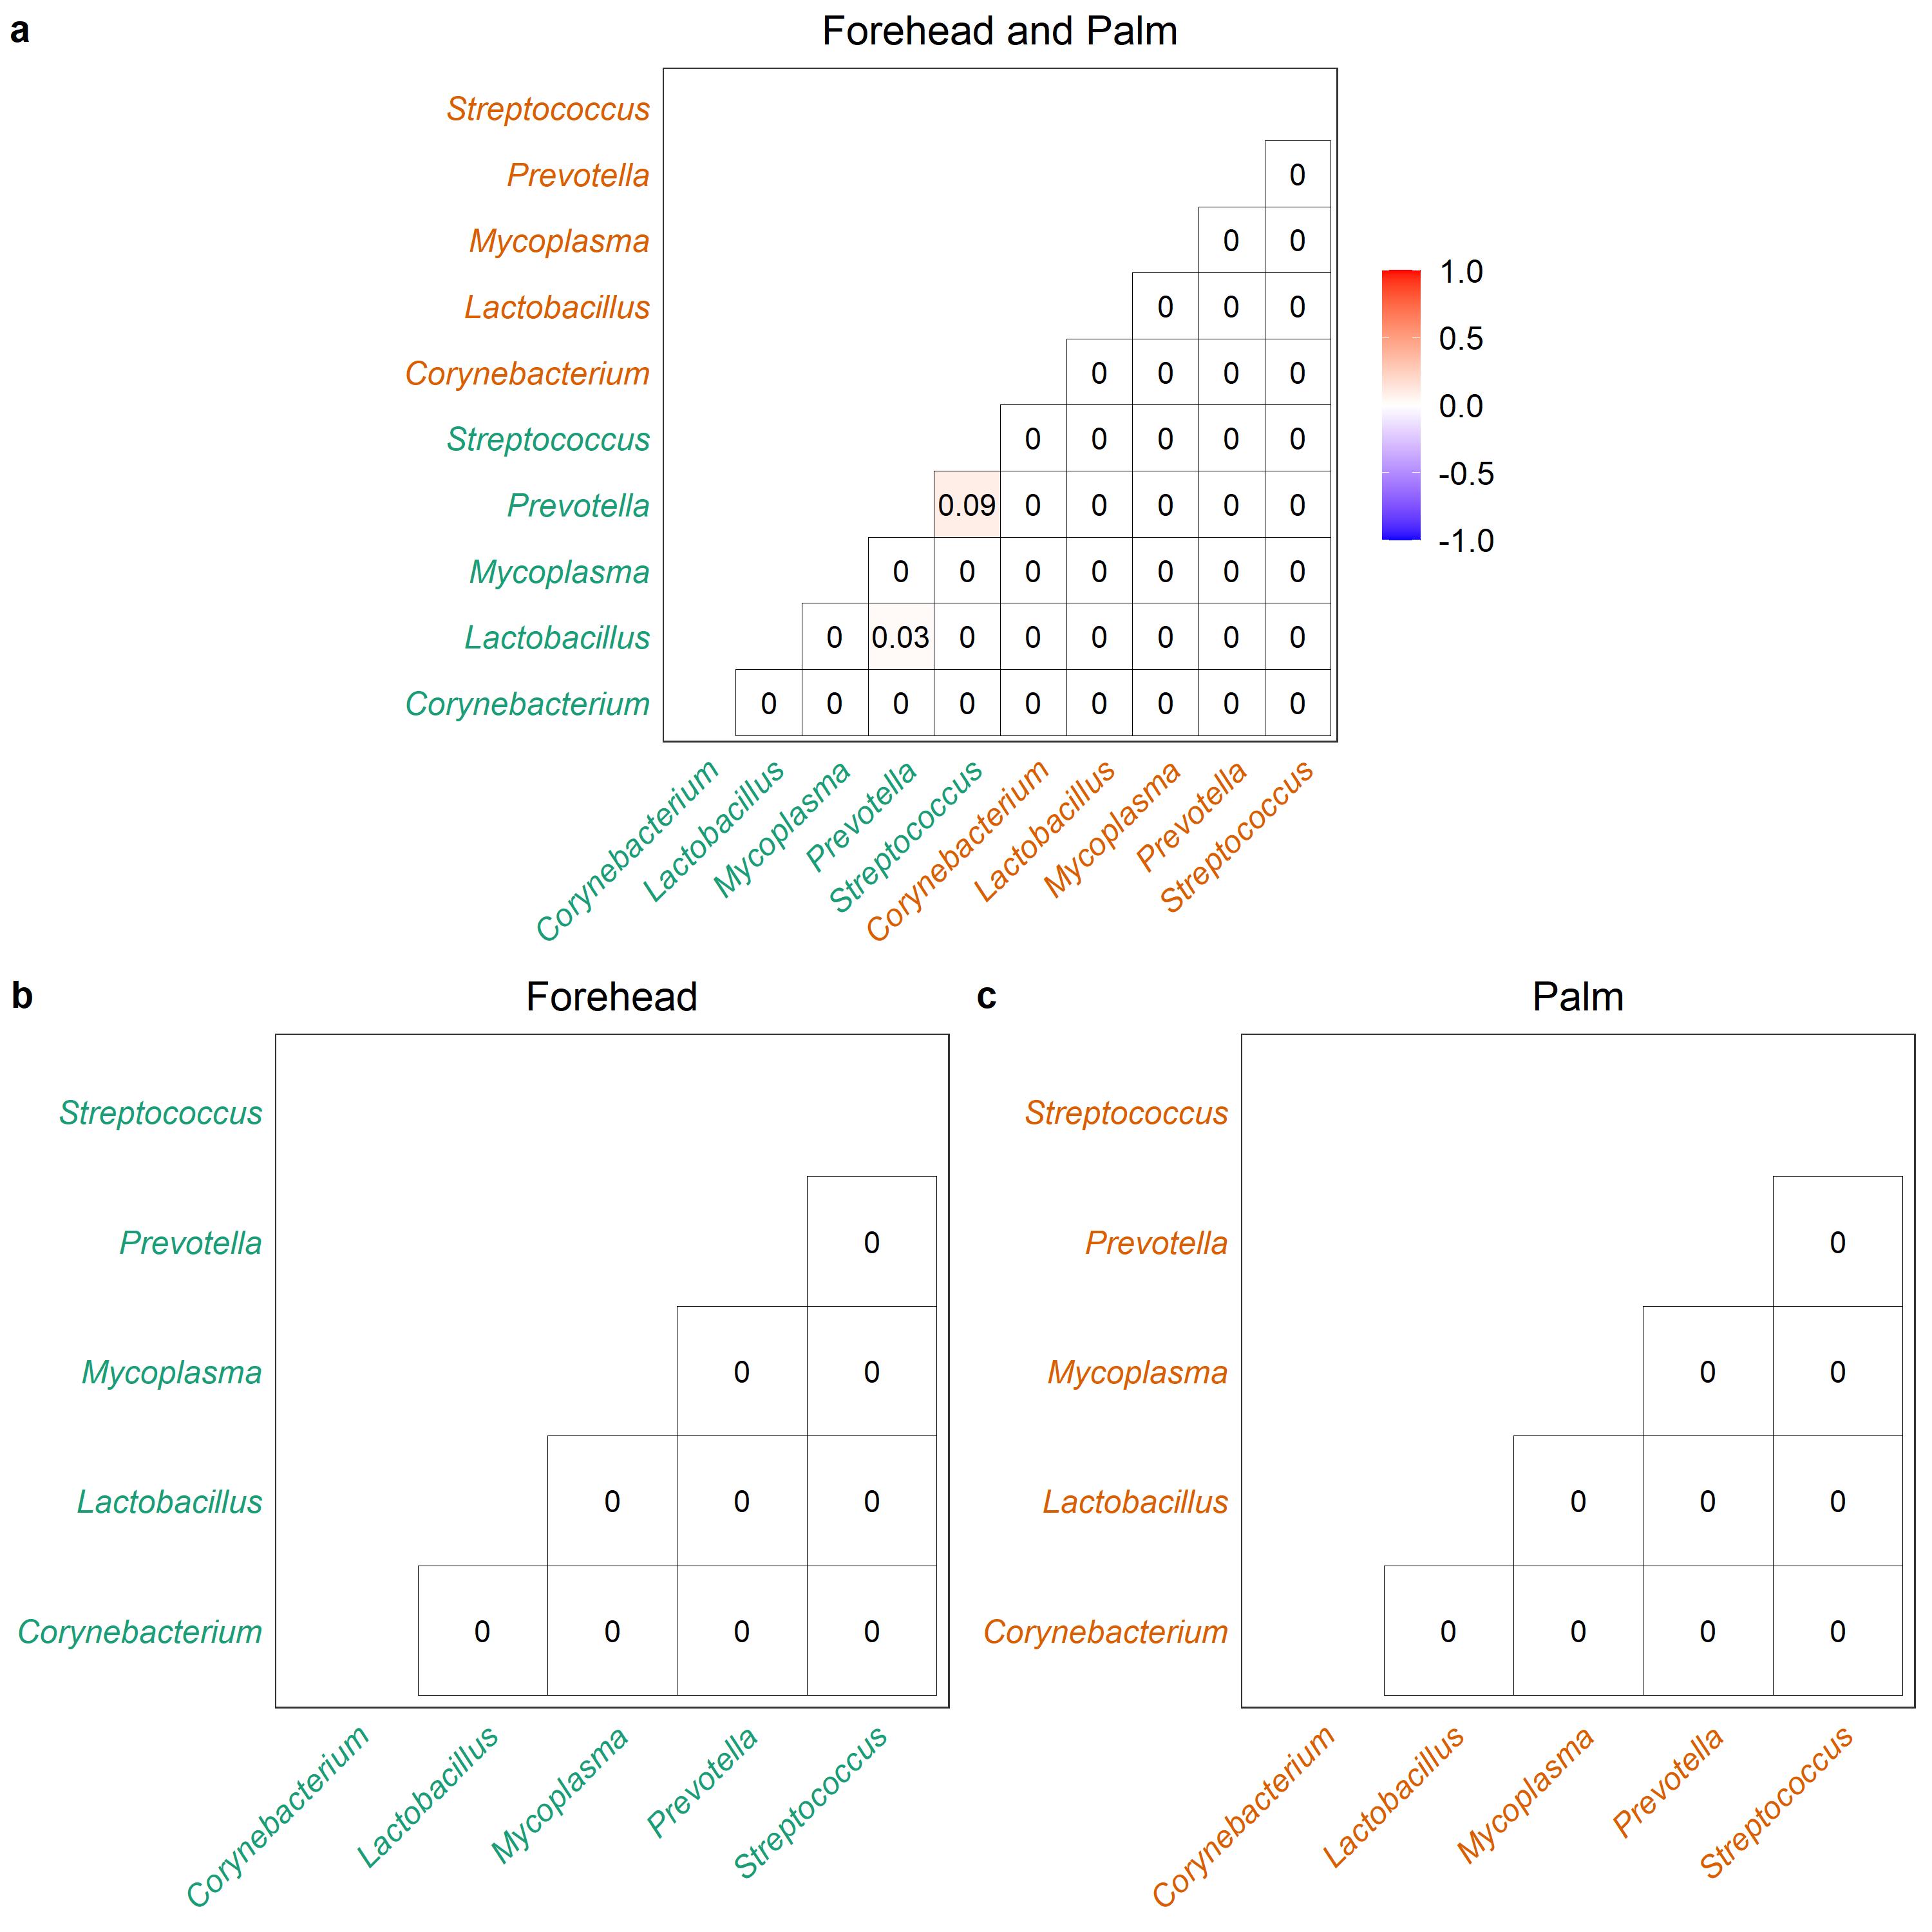 a
Forehead and Palm
Streptococcus
Prevotella 0
Mycoplasma 0 0
Lactobacillus 0 0 0
Corynebacterium 0 0 0 0
Streptococcus 0 0 0 0 0
Prevotella 0.09 0 0 0 0 0
Mycoplasma 0 0 0 0 0 0 0
Lactobacillus 0 0.03 0 0 0 0 0 0
Corynebacterium 0 0 0 0 0 0 0 0 0
Corynebacterium
Lactobacillus
Mycoplasma
Prevotella
Streptococcus
Corynebacterium
Lactobacillus
Mycoplasma
Prevotella
Streptococcus
1.0
0.5
0.0
-0.5
-1.0
b
Forehead
Streptococcus
Prevotella 0
Mycoplasma 0 0
Lactobacillus 0 0 0
Corynebacterium 0 0 0 0
Corynebacterium
Lactobacillus
Mycoplasma
Prevotella
Streptococcus
c
Palm
Streptococcus
Prevotella 0
Mycoplasma 0 0
Lactobacillus 0 0 0
Corynebacterium 0 0 0 0
Corynebacterium
Lactobacillus
Mycoplasma
Prevotella
Streptococcus